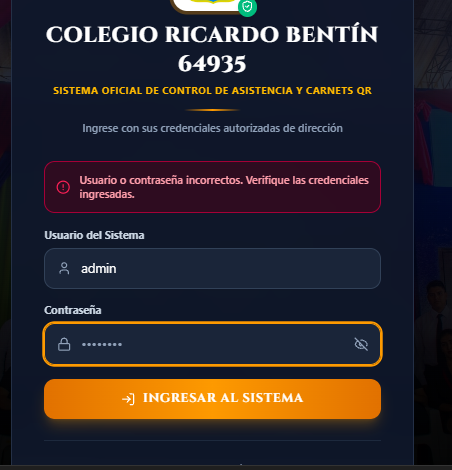 COLEGIO RICARDO BENTÍN
64935
SISTEMA OFICIAL DE CONTROL DE ASISTENCIA Y CARNETS QR
Ingrese con sus credenciales autorizadas de dirección
Usuario o contraseña incorrectos. Verifique las credenciales
ingresadas.
Usuario del Sistema
admin
Contraseña
••••••••
INGRESAR AL SISTEMA